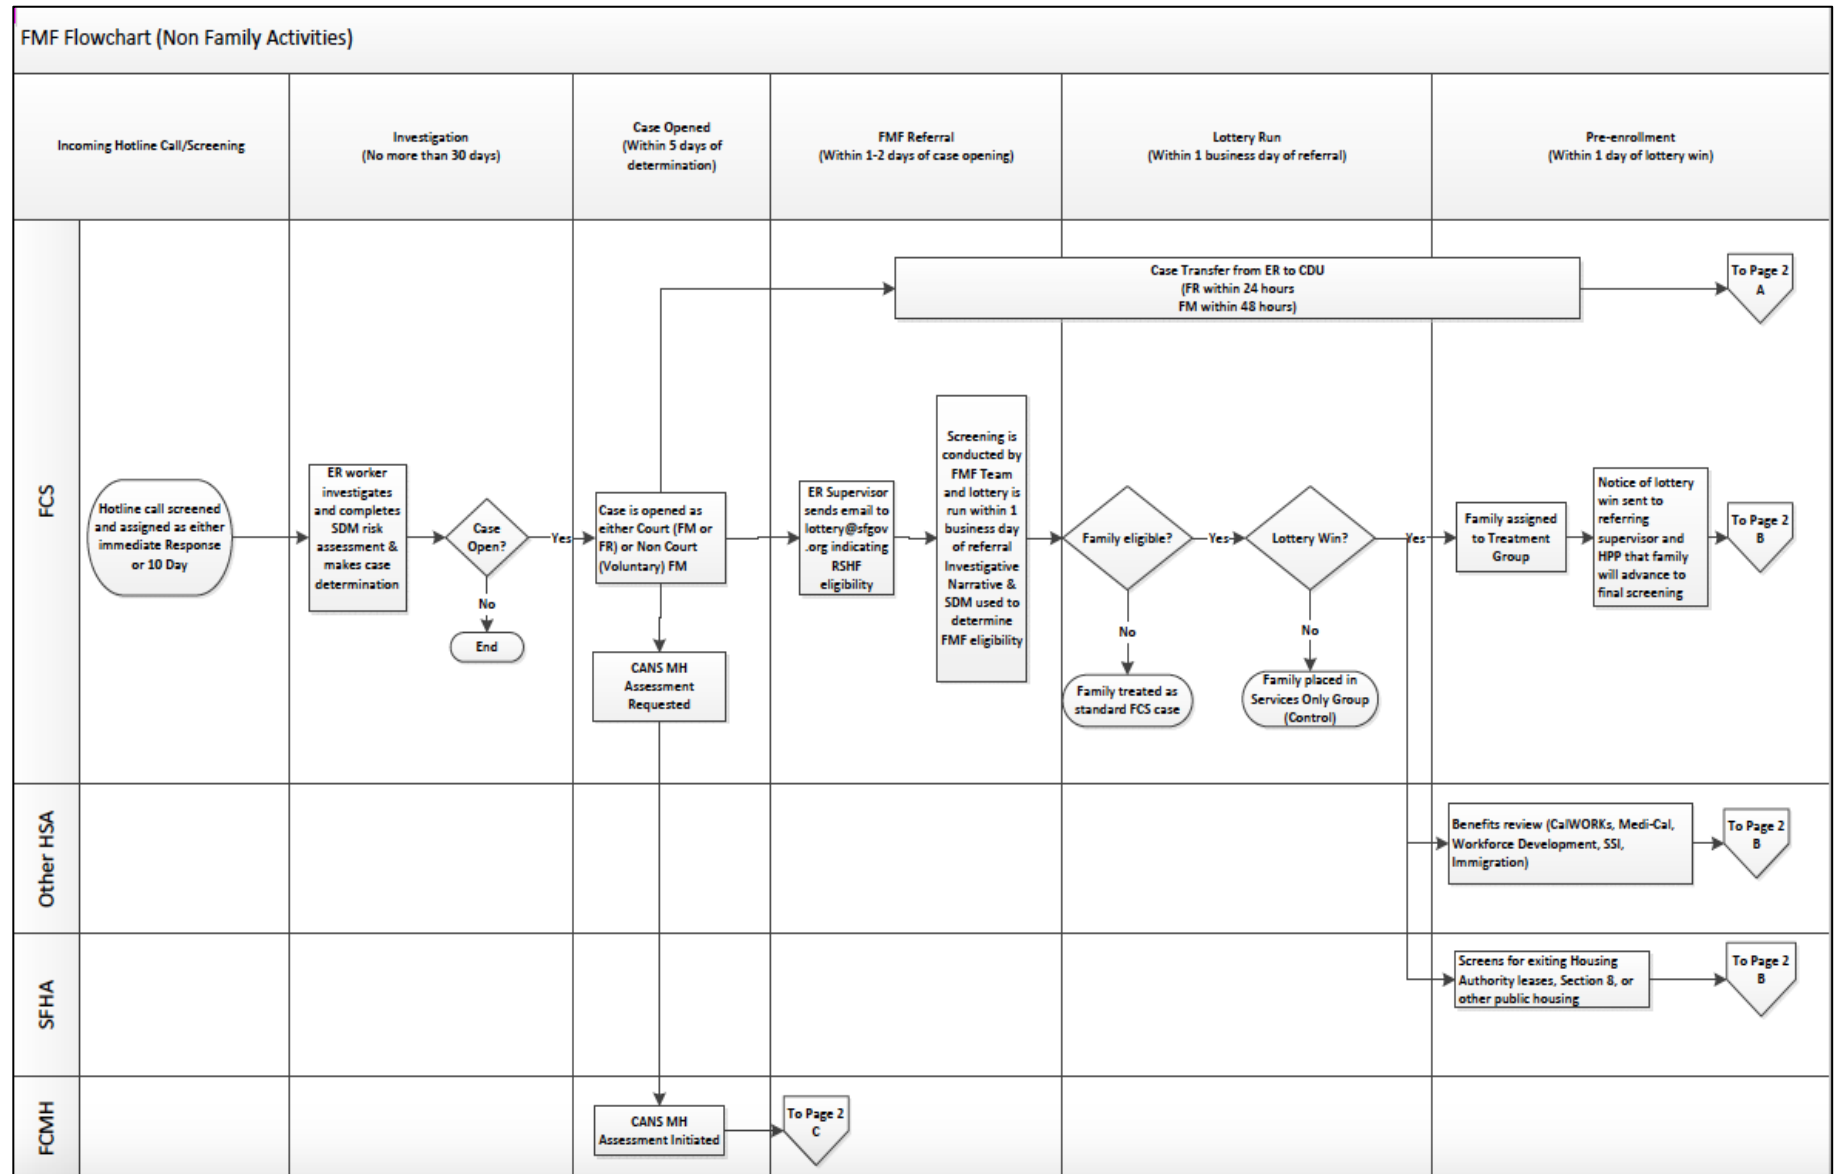 FMF Flowchart (Non Family Activities)
Incoming Hotline Call/Screening
Investigation
(No more than 30 days)
Case Opened
(Within 5 days of
determination)
FMF Referral
(Within 1-2 days of case opening)
Lottery Run
(Within 1 business day of referral)
Pre-enrollment
(Within 1 day of lottery win)
FCS
Case Transfer from ER to CDU
(FR within 24 hours
FM within 48 hours)
To Page 2
A
Hotline call screened
and assigned as either
immediate Response
or 10 Day
ER worker
investigates
and completes
SDM risk
assessment &
makes case
determination
Case
Open?
Yes
No
End
Case is opened as
either Court (FM or
FR) or Non Court
(Voluntary) FM
CANS MH
Assessment
Requested
ER Supervisor
sends email to
lottery@sfgov
.org indicating
RSHF
eligibility
Screening is
conducted by
FMF Team
and lottery is
run within 1
business day
of referral
Investigative
Narrative &
SDM used to
determine
FMF eligibility
Family eligible?
Yes
No
Family treated as
standard FCS case
Lottery Win?
Yes
No
Family placed in
Services Only Group
(Control)
Family assigned
to Treatment
Group
Notice of lottery
win sent to
referring
supervisor and
HPP that family
will advance to
final screening
To Page 2
B
Other HSA
Benefits review (CalWORKs, Medi-Cal,
Workforce Development, SSI,
Immigration)
To Page 2
B
SFHA
Screens for exiting Housing
Authority leases, Section 8, or
other public housing
To Page 2
B
FCMH
CANS MH
Assessment Initiated
To Page 2
C